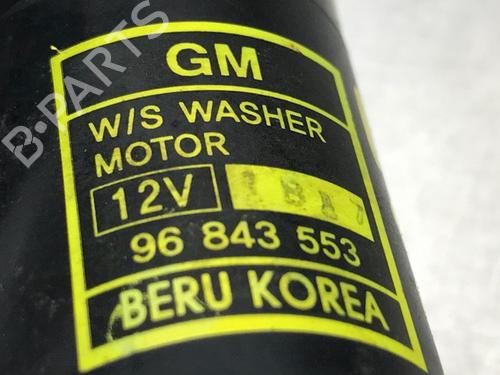 B-PARTS
GM
W/S WASHER
MOTOR
12V
96 843 553
BERU KOREA